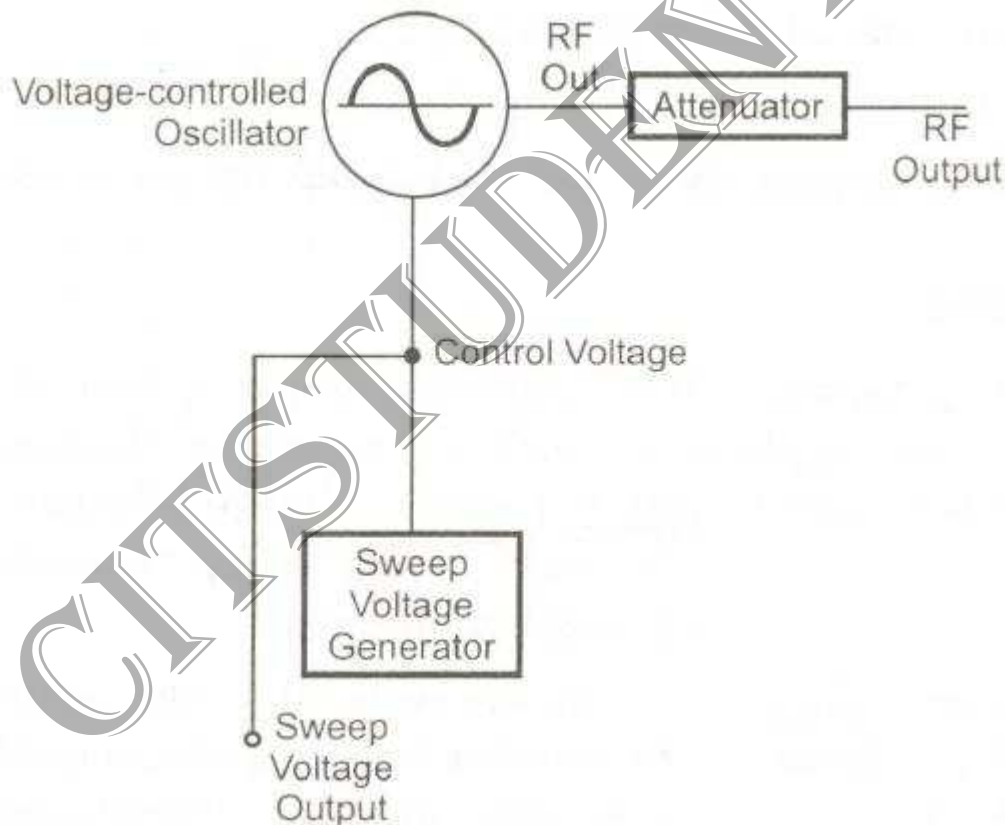 RF
Out
Voltage-controlled
Oscillator
Attenuator
RF
Output
Control Voltage
Sweep
Voltage
Generator
Sweep
Voltage
Output